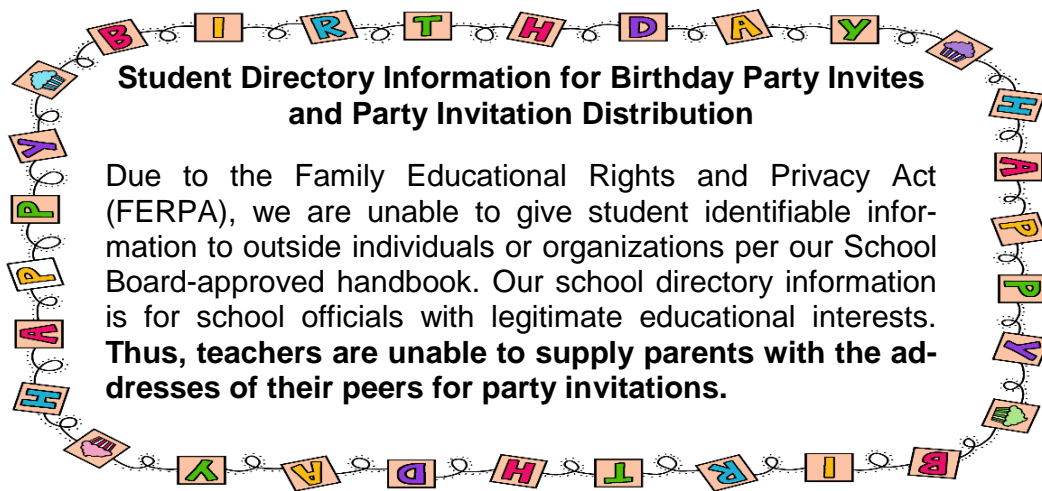 BIRTHDAY
HAPPY
Student Directory Information for Birthday Party Invites
and Party Invitation Distribution
Due to the Family Educational Rights and Privacy Act
(FERPA), we are unable to give student identifiable infor-
mation to outside individuals or organizations per our School
Board-approved handbook. Our school directory information
is for school officials with legitimate educational interests.
Thus, teachers are unable to supply parents with the ad-
dresses of their peers for party invitations.
HAPPY
BIRTHDAY